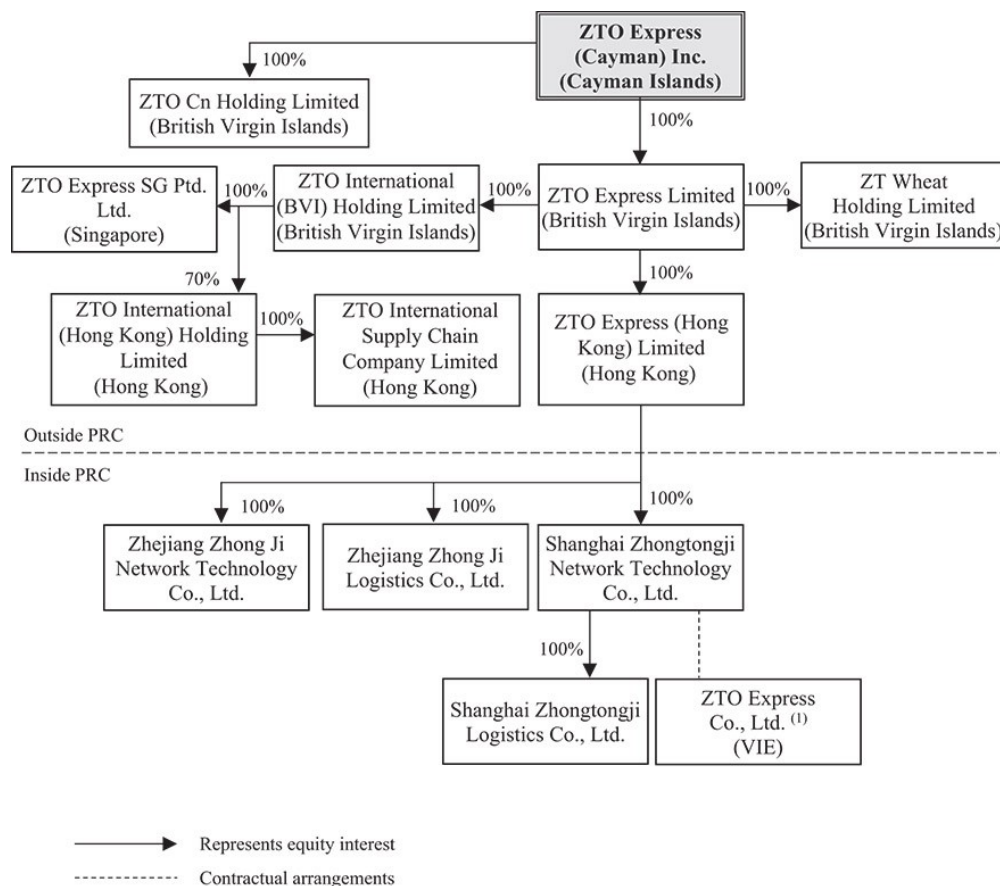 ZTO Express
(Cayman) Inc.
(Cayman Islands)
100%
ZTO Cn Holding Limited
(British Virgin Islands)
100%
ZTO Express SG Ptd.
Ltd.
(Singapore)
100%
ZTO International
(BVI) Holding Limited
(British Virgin Islands)
100%
ZTO Express Limited
(British Virgin Islands)
100%
ZT Wheat
Holding Limited
(British Virgin Islands)
70%
100%
ZTO International
(Hong Kong) Holding
Limited
(Hong Kong)
100%
ZTO International
Supply Chain
Company Limited
(Hong Kong)
ZTO Express (Hong
Kong) Limited
(Hong Kong)
Outside PRC
Inside PRC
100%
100%
100%
Zhejiang Zhong Ji
Network Technology
Co., Ltd.
Zhejiang Zhong Ji
Logistics Co., Ltd.
Shanghai Zhongtongji
Network Technology
Co., Ltd.
100%
Shanghai Zhongtongji
Logistics Co., Ltd.
ZTO Express
Co., Ltd. (1)
(VIE)
Represents equity interest
Contractual arrangements